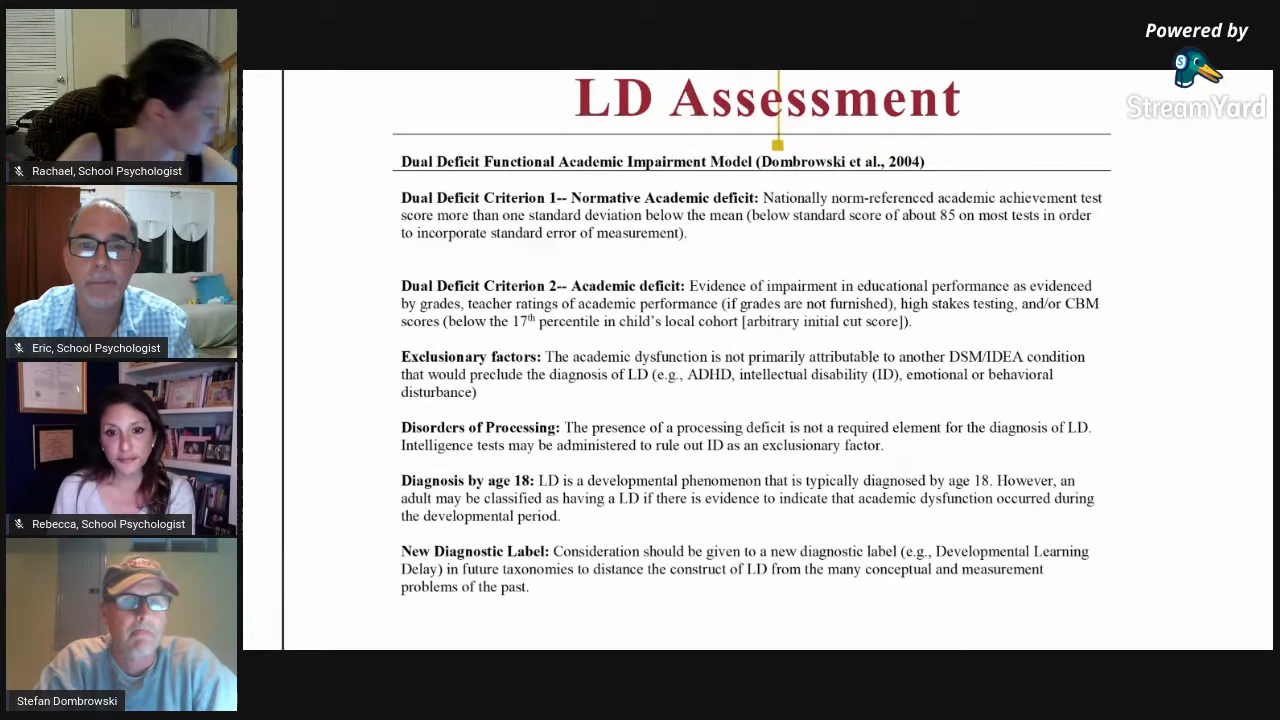 Powered by
StreamYard
Rachael, School Psychologist
Eric, School Psychologist
Rebecca, School Psychologist
Stefan Dombrowski
LD Assessment
Dual Deficit Functional Academic Impairment Model (Dombrowski et al., 2004)
Dual Deficit Criterion 1-- Normative Academic deficit: Nationally norm-referenced academic achievement test
score more than one standard deviation below the mean (below standard score of about 85 on most tests in order
to incorporate standard error of measurement).
Dual Deficit Criterion 2-- Academic deficit: Evidence of impairment in educational performance as evidenced
by grades, teacher ratings of academic performance (if grades are not furnished), high stakes testing, and/or CBM
scores (below the 17th percentile in child's local cohort [arbitrary initial cut score]).
Exclusionary factors: The academic dysfunction is not primarily attributable to another DSM/IDEA condition
that would preclude the diagnosis of LD (e.g., ADHD, intellectual disability (ID), emotional or behavioral
disturbance)
Disorders of Processing: The presence of a processing deficit is not a required element for the diagnosis of LD.
Intelligence tests may be administered to rule out ID as an exclusionary factor.
Diagnosis by age 18: LD is a developmental phenomenon that is typically diagnosed by age 18. However, an
adult may be classified as having a LD if there is evidence to indicate that academic dysfunction occurred during
the developmental period.
New Diagnostic Label: Consideration should be given to a new diagnostic label (e.g., Developmental Learning
Delay) in future taxonomies to distance the construct of LD from the many conceptual and measurement
problems of the past.